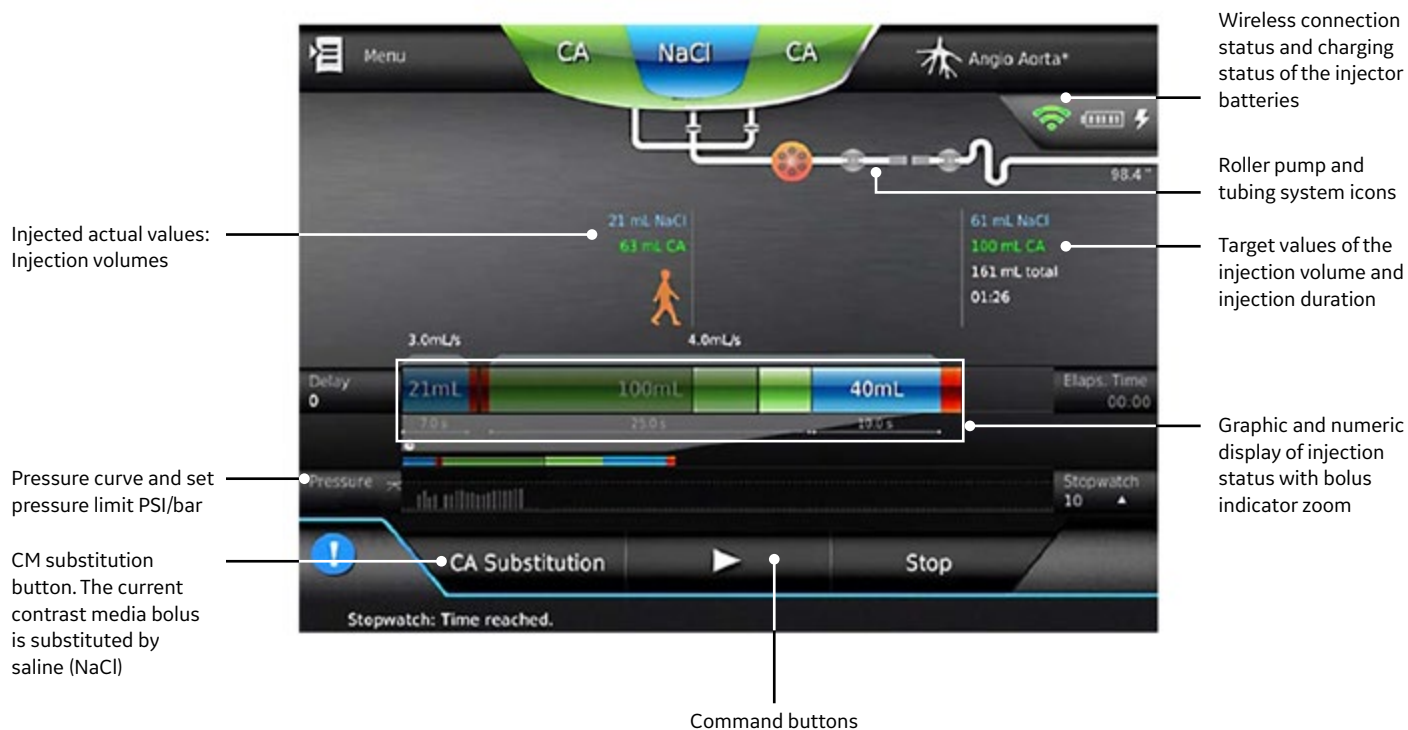 Wireless connection
status and charging
status of the injector
batteries
Menu
CA
NaCl
CA
Angio Aorta*
98.4"
Roller pump and
tubing system icons
Injected actual values:
Injection volumes
21 mL NaCl
63 mL CA
61 mL NaCl
100 mL CA
161 mL total
01:26
Target values of the
injection volume and
injection duration
3.0mL/s
4.0mL/s
Delay
0
21mL
100mL
40mL
Elaps. Time
00:00
7.0 s
25.0 s
10.0 s
Graphic and numeric
display of injection
status with bolus
indicator zoom
Pressure curve and set
pressure limit PSI/bar
Pressure
Stopwatch
10
CM substitution
button. The current
contrast media bolus
is substituted by
saline (NaCl)
CA Substitution
Stop
Stopwatch: Time reached.
Command buttons